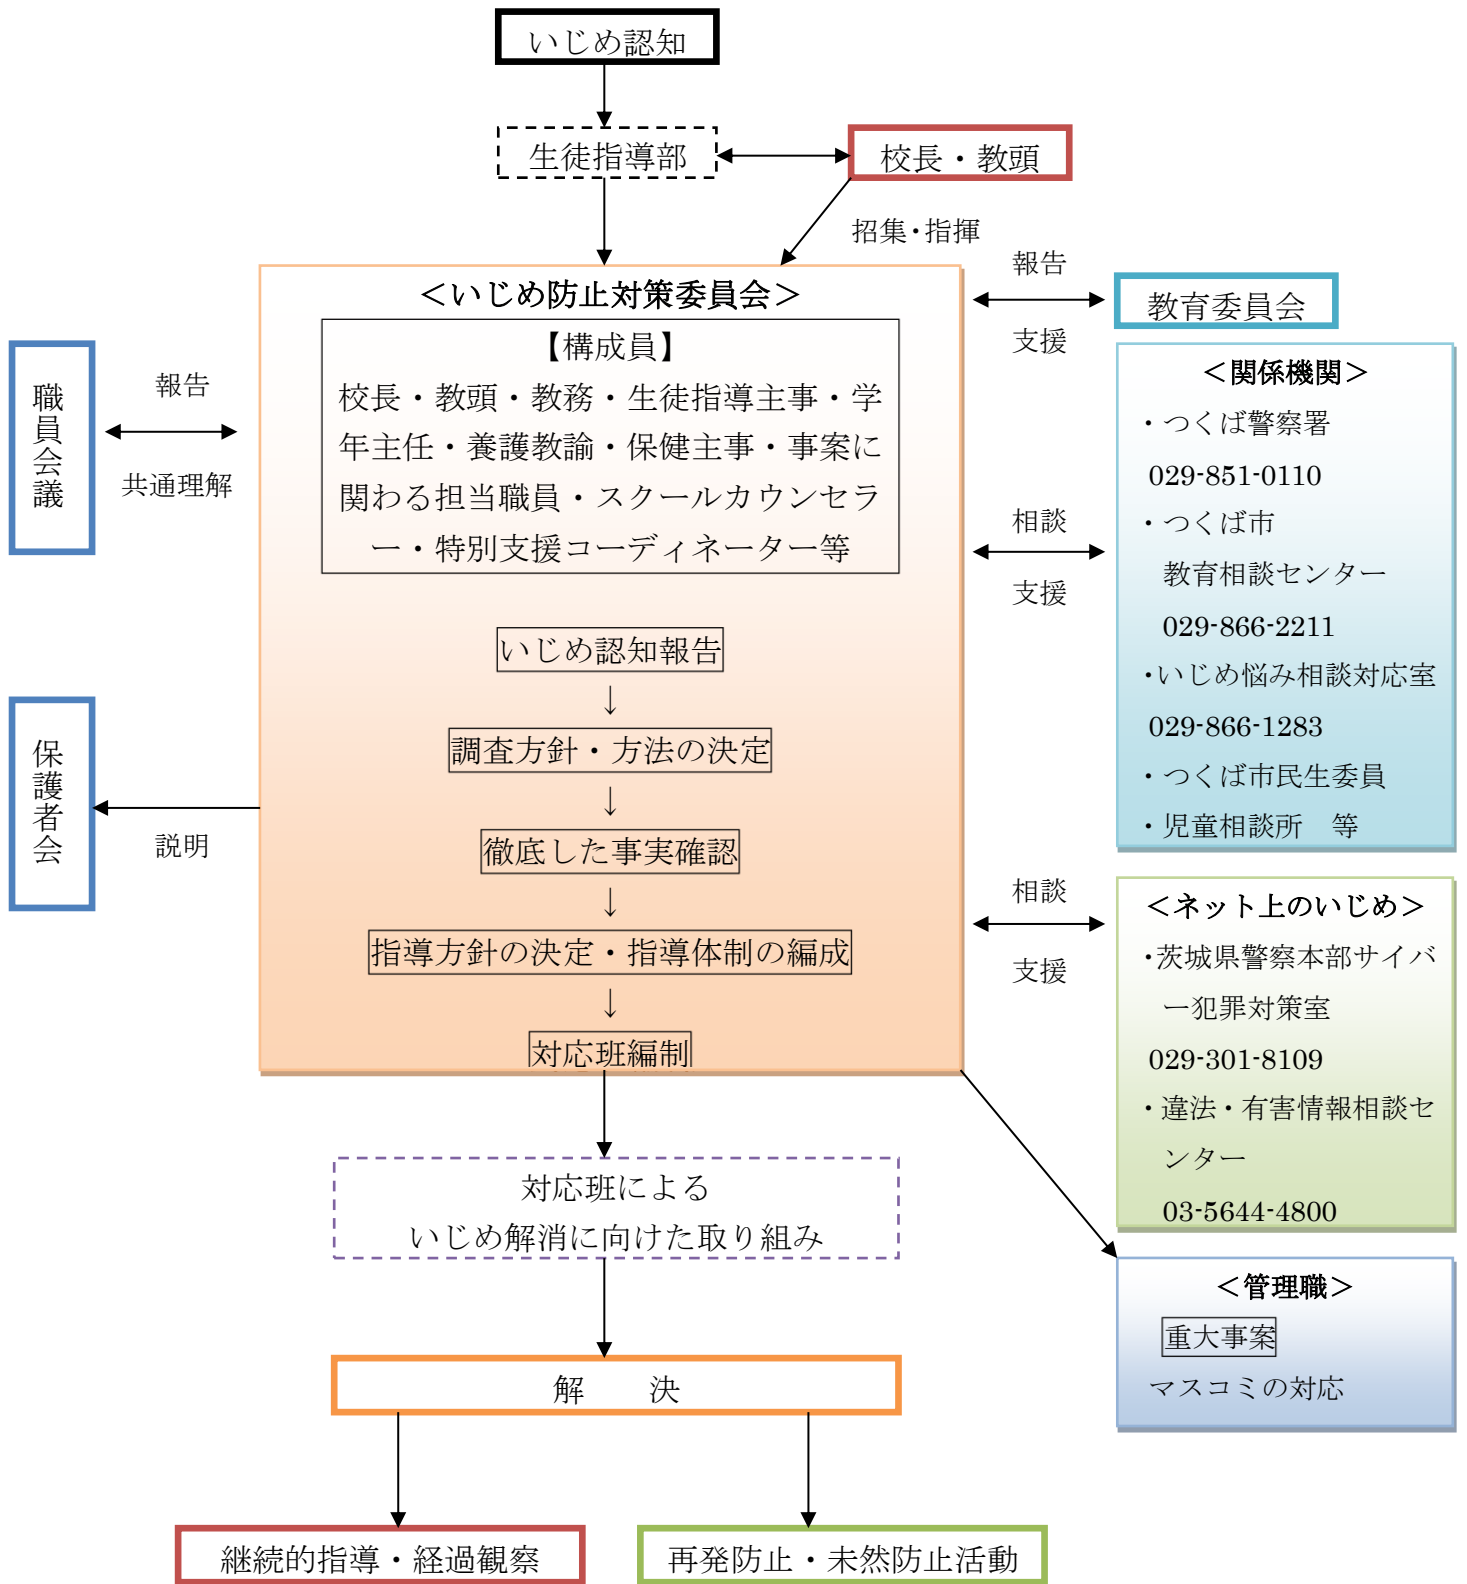 いじめ認知
生徒指導部
校長・教頭
招集・指揮
＜いじめ防止対策委員会＞
【構成員】
校長・教頭・教務・生徒指導主事・学
年主任・養護教諭・保健主事・事案に
関わる担当職員・スクールカウンセラ
ー・特別支援コーディネーター等
いじめ認知報告
↓
調査方針・方法の決定
↓
徹底した事実確認
↓
指導方針の決定・指導体制の編成
↓
対応班編制
職員会議
報告
共通理解
保護者会
説明
報告
支援
教育委員会
相談
支援
＜関係機関＞
・つくば警察署
029-851-0110
・つくば市
教育相談センター
029-866-2211
・いじめ悩み相談対応室
029-866-1283
・つくば市民生委員
・児童相談所　等
相談
支援
＜ネット上のいじめ＞
・茨城県警察本部サイバ
ー犯罪対策室
029-301-8109
・違法・有害情報相談セ
ンター
03-5644-4800
＜管理職＞
重大事案
マスコミの対応
対応班による
いじめ解消に向けた取り組み
解　　決
継続的指導・経過観察
再発防止・未然防止活動